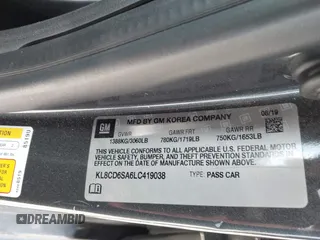 GM
MFD BY GM KOREA COMPANY
08/19
GVWR GAWR FRT GAWR RR
1388KG/3060LB 780KG/1719LB 750KG/1653LB
THIS VEHICLE CONFORMS TO ALL APPLICABLE U.S.
FEDERAL MOTOR VEHICLE SAFETY, BUMPER, AND
THEFT PREVENTION STANDARDS IN EFFECT ON THE
DATE OF MANUFACTURE SHOWN ABOVE.
KL8CD6SA6LC419038 TYPE: PASS CAR
DREAMBID